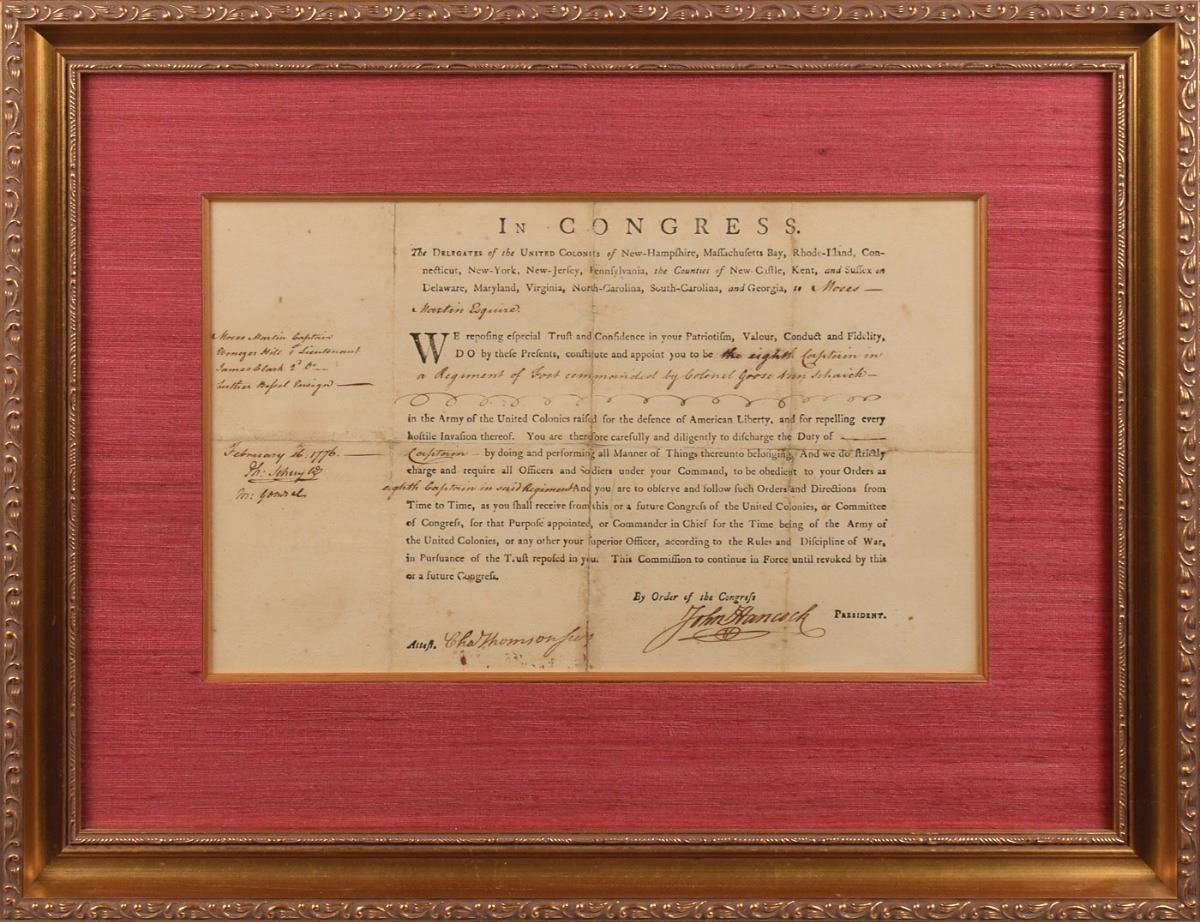 IN CONGRESS.
The DELEGATES of the UNITED COLONIES of New-Hampſhire, Maſſachuſetts Bay, Rhode-Iſland, Con-
necticut, New-York, New-Jerſey, Pennſylvania, the Counties of New-Caſtle, Kent, and Suſſex on
Delaware, Maryland, Virginia, North-Carolina, South-Carolina, and Georgia, to Moses —
Martin Esquire.
WE repoſing eſpecial Truſt and Confidence in your Patriotiſm, Valour, Conduct and Fidelity,
DO by theſe Preſents, conſtitute and appoint you to be the eighth Captain in
a Regiment of Foot commanded by Colonel Goose Van Schaick —
in the Army of the United Colonies raiſed for the defence of American Liberty, and for repelling every
hoſtile Invaſion thereof. You are therefore carefully and diligently to diſcharge the Duty of —
Captain — by doing and performing all Manner of Things thereunto belonging. And we do ſtrictly
charge and require all Officers and Soldiers under your Command, to be obedient to your Orders as
eighth Captain in said Regiment And you are to obſerve and follow ſuch Orders and Directions from
Time to Time, as you ſhall receive from this or a future Congreſs of the United Colonies, or Committee
of Congreſs, for that Purpoſe appointed, or Commander in Chief for the Time being of the Army of
the United Colonies, or any other your ſuperior Officer, according to the Rules and Diſcipline of War,
in Purſuance of the Truſt repoſed in you. This Commiſſion to continue in Force until revoked by this
or a future Congreſs.
By Order of the Congreſs
John Hancock PRESIDENT.
Atteſt. Cha Thomson Secy
Moses Martin Captain
Ebenezer Hill 1st Lieutenant
James Clark 2d Do —
Luther Ensign —
February 16. 1776. —
Ph: Schuyler